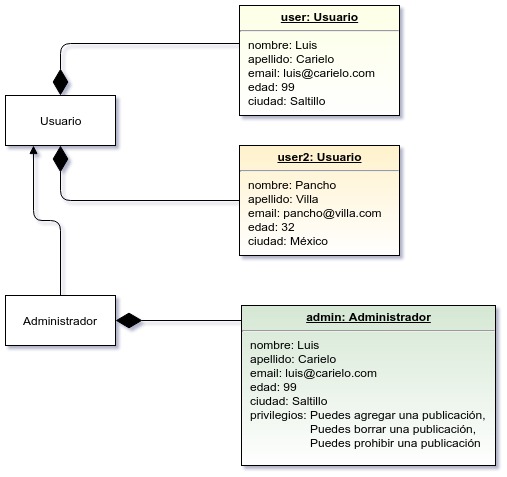 user: Usuario
nombre: Luis
apellido: Carielo
email: luis@carielo.com
edad: 99
ciudad: Saltillo
Usuario
user2: Usuario
nombre: Pancho
apellido: Villa
email: pancho@villa.com
edad: 32
ciudad: México
Administrador
admin: Administrador
nombre: Luis
apellido: Carielo
email: luis@carielo.com
edad: 99
ciudad: Saltillo
privilegios: Puedes agregar una publicación,
Puedes borrar una publicación,
Puedes prohibir una publicación